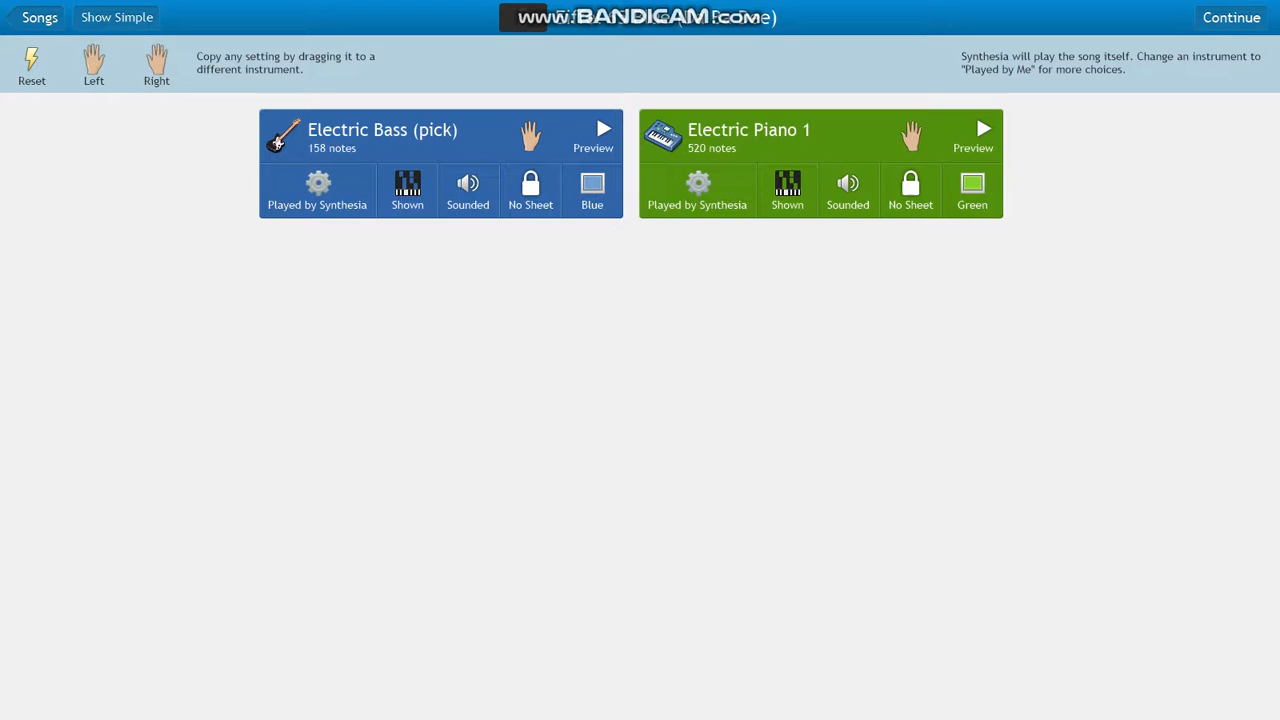 Songs
Show Simple
www.BANDICAM.com
Continue
Reset
Left
Right
Copy any setting by dragging it to a
different instrument.
Synthesia will play the song itself. Change an instrument to
"Played by Me" for more choices.
Electric Bass (pick)
158 notes
Preview
Played by Synthesia
Shown
Sounded
No Sheet
Blue
Electric Piano 1
520 notes
Preview
Played by Synthesia
Shown
Sounded
No Sheet
Green